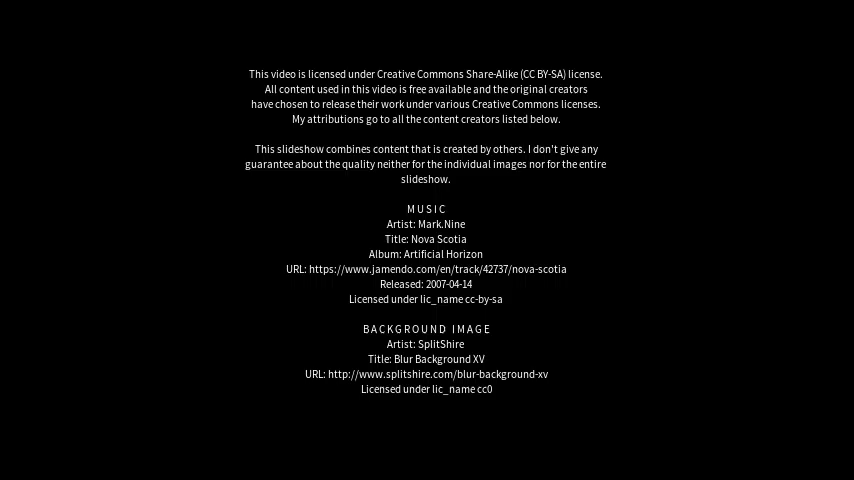 This video is licensed under Creative Commons Share-Alike (CC BY-SA) license.
All content used in this video is free available and the original creators
have chosen to release their work under various Creative Commons licenses.
My attributions go to all the content creators listed below.
This slideshow combines content that is created by others. I don't give any
guarantee about the quality neither for the individual images nor for the entire
slideshow.
MUSIC
Artist: Mark.Nine
Title: Nova Scotia
Album: Artificial Horizon
URL: https://www.jamendo.com/en/track/42737/nova-scotia
Released: 2007-04-14
Licensed under lic_name cc-by-sa
BACKGROUND IMAGE
Artist: SplitShire
Title: Blur Background XV
URL: http://www.splitshire.com/blur-background-xv
Licensed under lic_name cc0